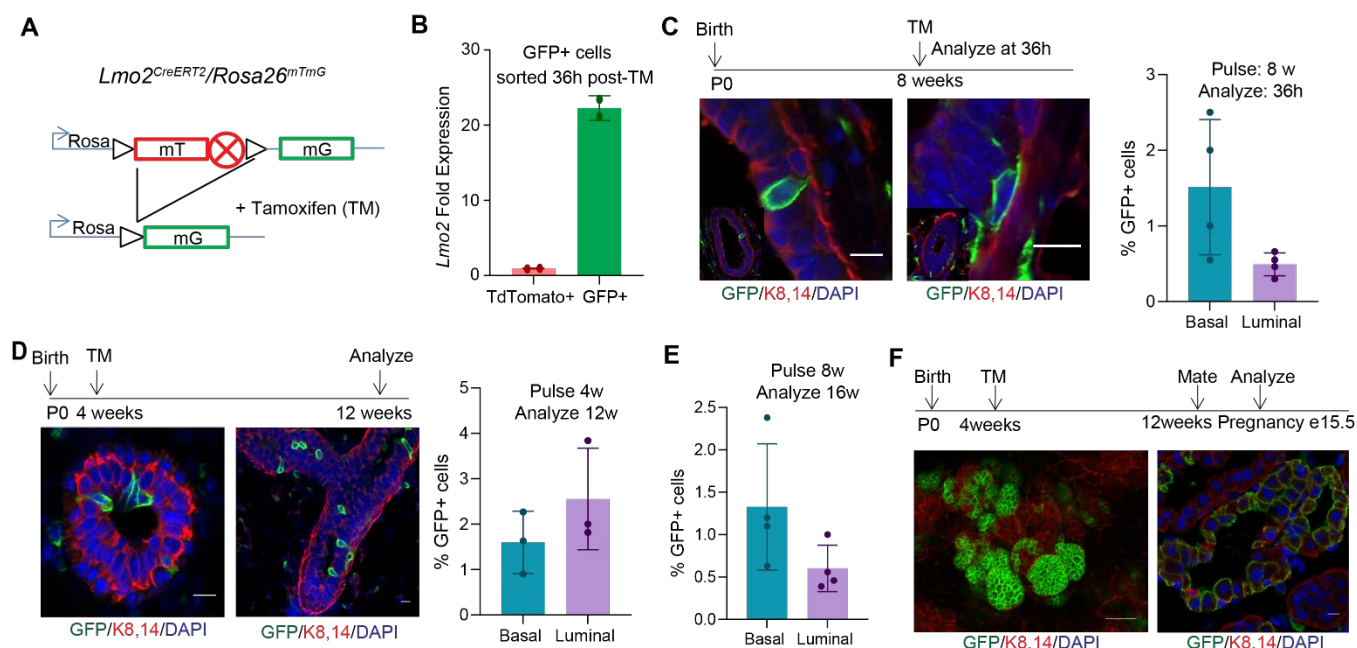 A
Lmo2CreERT2/Rosa26mTmG
Rosa
mT
mG
Rosa
mG
+ Tamoxifen (TM)
B
GFP+ cells
sorted 36h post-TM
Lmo2 Fold Expression
30
20
10
0
TdTomato+ GFP+
C
Birth
TM
Analyze at 36h
P0
8 weeks
GFP/K8,14/DAPI
GFP/K8,14/DAPI
Pulse: 8 w
Analyze: 36h
% GFP+ cells
3
2
1
0
Basal Luminal
D
Birth TM
Analyze
P0 4 weeks
12 weeks
GFP/K8,14/DAPI
GFP/K8,14/DAPI
Pulse 4w
Analyze 12w
% GFP+ cells
5
4
3
2
1
0
Basal Luminal
E
Pulse 8w
Analyze 16w
% GFP+ cells
2.5
2.0
1.5
1.0
0.5
0.0
Basal Luminal
F
Birth
TM
Mate
Analyze
P0
4weeks
12weeks Pregnancy e15.5
GFP/K8,14/DAPI
GFP/K8,14/DAPI